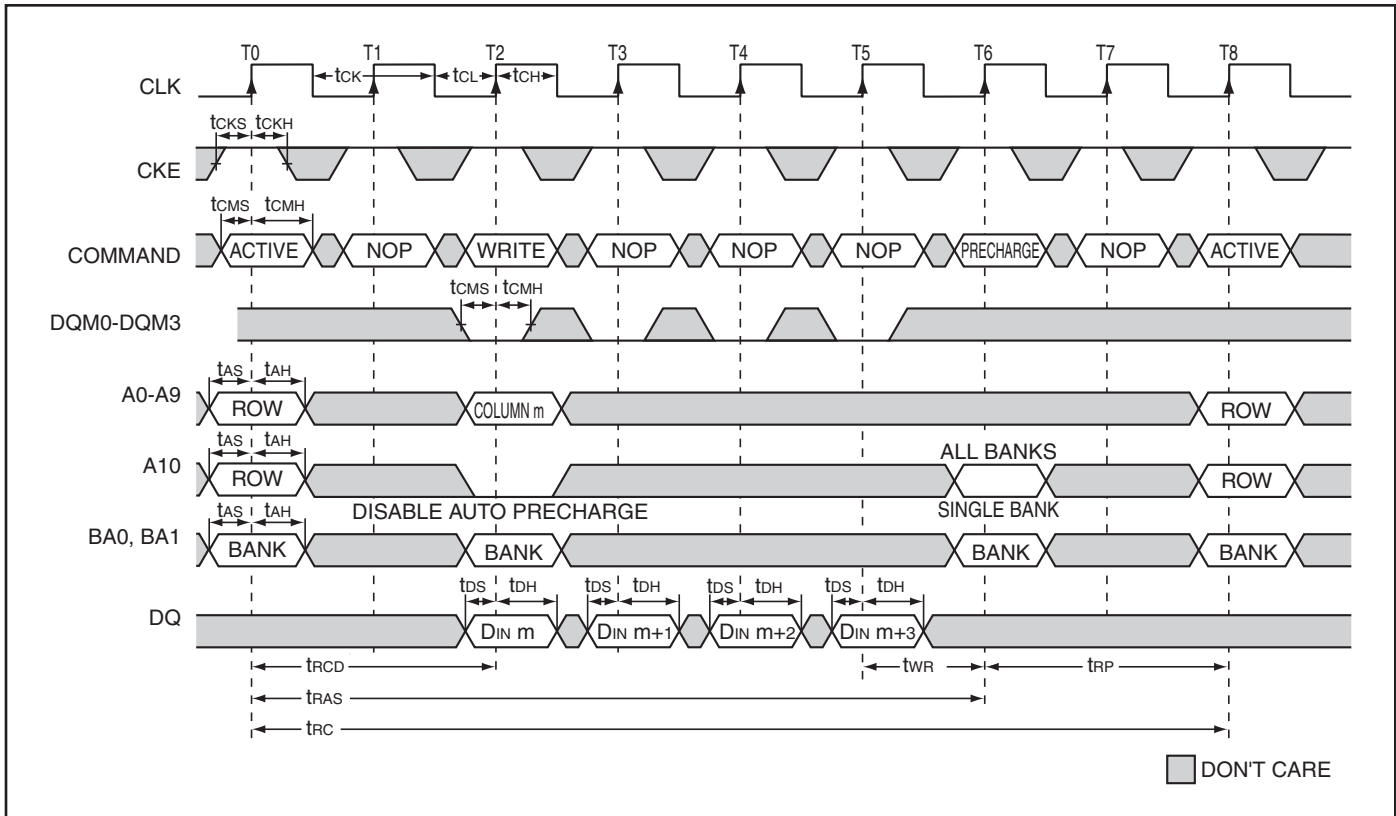 T0 T1 T2 T3 T4 T5 T6 T7 T8
CLK tCK tCL tCH
tCKS tCKH
CKE
tCMS tCMH
COMMAND ACTIVE NOP WRITE NOP NOP NOP PRECHARGE NOP ACTIVE
tCMS tCMH
DQM0-DQM3
tAS tAH
A0-A9 ROW COLUMN m ROW
tAS tAH ALL BANKS
A10 ROW ROW
tAS tAH DISABLE AUTO PRECHARGE SINGLE BANK
BA0, BA1 BANK BANK BANK BANK
tDS tDH tDS tDH tDS tDH tDS tDH
DQ DIN m DIN m+1 DIN m+2 DIN m+3
tRCD tWR tRP
tRAS
tRC
DON'T CARE